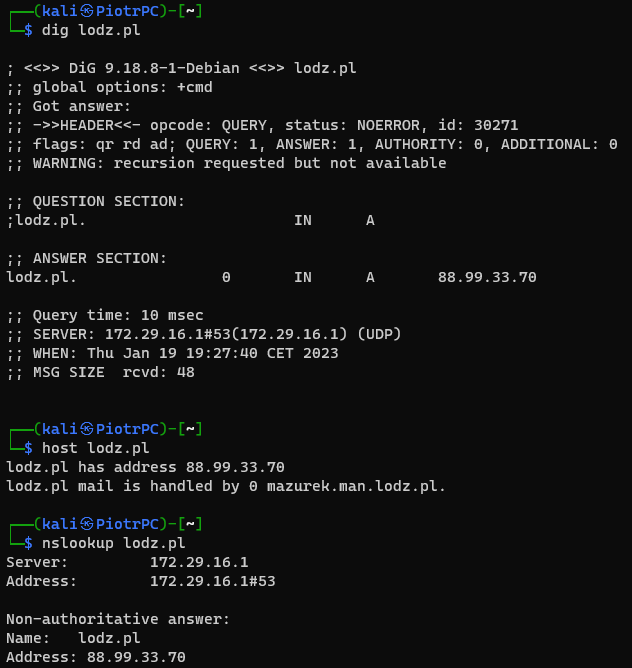 ┌──(kali㉿PiotrPC)-[~]
└─$ dig lodz.pl

; <<>> DiG 9.18.8-1-Debian <<>> lodz.pl
;; global options: +cmd
;; Got answer:
;; ->>HEADER<<- opcode: QUERY, status: NOERROR, id: 30271
;; flags: qr rd ad; QUERY: 1, ANSWER: 1, AUTHORITY: 0, ADDITIONAL: 0
;; WARNING: recursion requested but not available

;; QUESTION SECTION:
;lodz.pl.                       IN      A

;; ANSWER SECTION:
lodz.pl.                0       IN      A       88.99.33.70

;; Query time: 10 msec
;; SERVER: 172.29.16.1#53(172.29.16.1) (UDP)
;; WHEN: Thu Jan 19 19:27:40 CET 2023
;; MSG SIZE  rcvd: 48

┌──(kali㉿PiotrPC)-[~]
└─$ host lodz.pl
lodz.pl has address 88.99.33.70
lodz.pl mail is handled by 0 mazurek.man.lodz.pl.

┌──(kali㉿PiotrPC)-[~]
└─$ nslookup lodz.pl
Server:         172.29.16.1
Address:        172.29.16.1#53

Non-authoritative answer:
Name:   lodz.pl
Address: 88.99.33.70